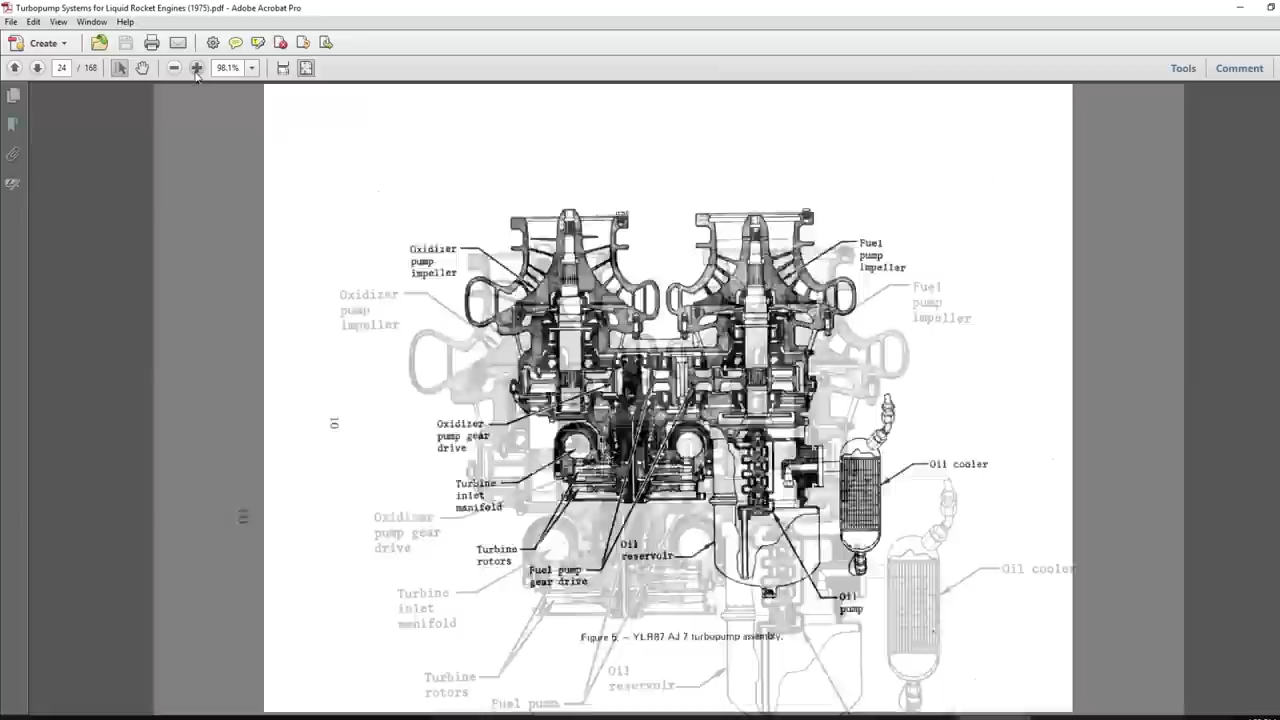 Turbopump Systems for Liquid Rocket Engines (1975).pdf - Adobe Acrobat Pro
File Edit View Window Help
Create
24 / 168
98.1%
Tools Comment
Oxidizer
pump
impeller
Fuel
pump
impeller
Oxidizer
pump
impeller
Fuel
pump
impeller
10
Oxidizer
pump gear
drive
Oil cooler
Turbine
inlet
manifold
Oxidizer
pump gear
drive
Turbine
rotors
Oil
reservoir
Fuel pump
gear drive
Oil cooler
Turbine
inlet
manifold
Oil
pump
Figure 5. – YLR87 AJ 7 turbopump assembly.
Turbine
rotors
Oil
reservoir
Fuel pump